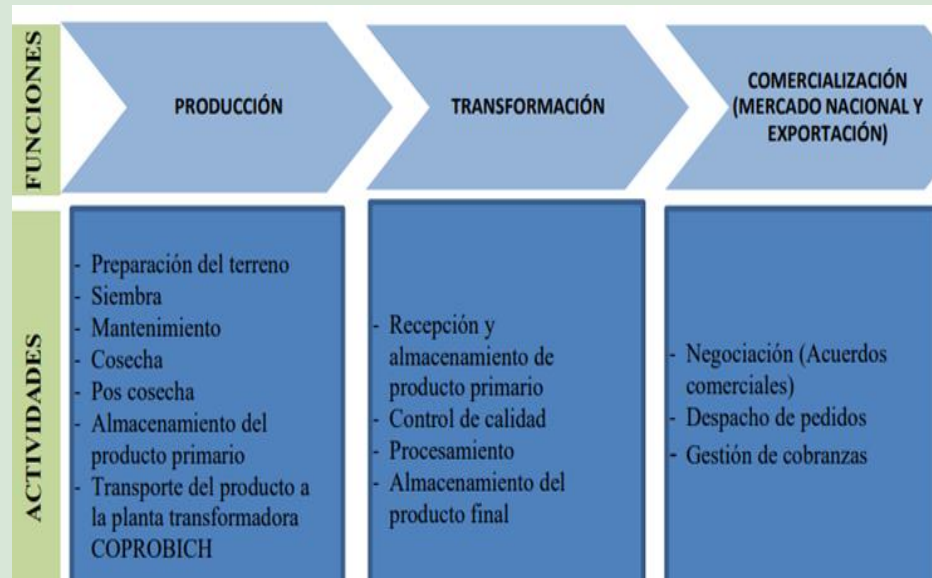 FUNCIONES
PRODUCCIÓN
TRANSFORMACIÓN
COMERCIALIZACIÓN
(MERCADO NACIONAL Y
EXPORTACIÓN)
ACTIVIDADES
- Preparación del terreno
- Siembra
- Mantenimiento
- Cosecha
- Pos cosecha
- Almacenamiento del
producto primario
- Transporte del producto a
la planta transformadora
COPROBICH
- Recepción y
almacenamiento de
producto primario
- Control de calidad
- Procesamiento
- Almacenamiento del
producto final
- Negociación (Acuerdos
comerciales)
- Despacho de pedidos
- Gestión de cobranzas